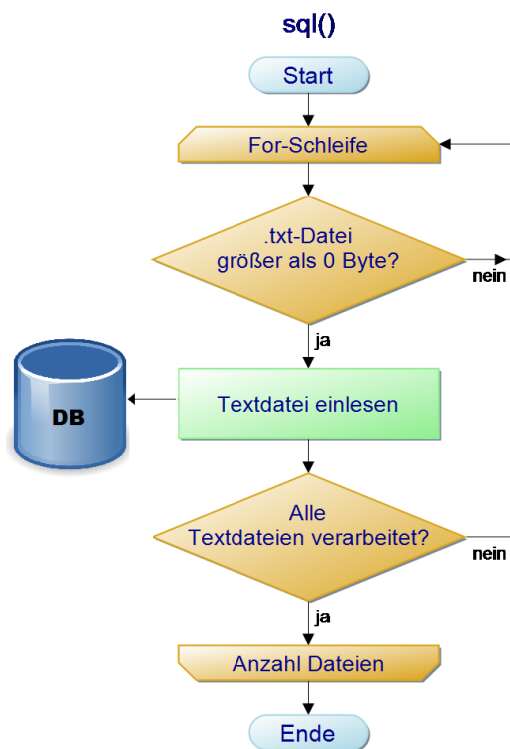 sql()
Start
For-Schleife
.txt-Datei
größer als 0 Byte?
nein
ja
DB
Textdatei einlesen
Alle
Textdateien verarbeitet?
nein
ja
Anzahl Dateien
Ende